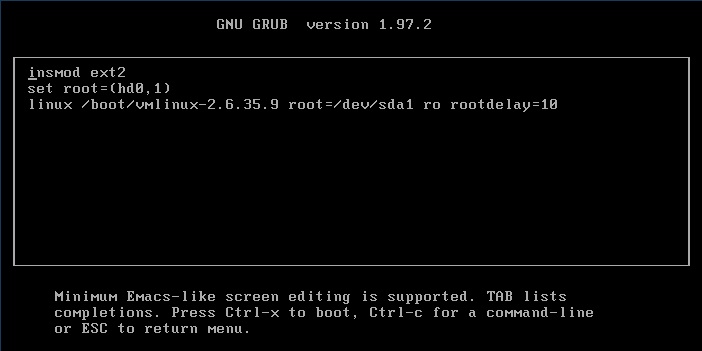 GNU GRUB  version 1.97.2
insmod ext2
set root=(hd0,1)
linux /boot/vmlinux-2.6.35.9 root=/dev/sda1 ro rootdelay=10
Minimum Emacs-like screen editing is supported. TAB lists
completions. Press Ctrl-x to boot, Ctrl-c for a command-line
or ESC to return menu.